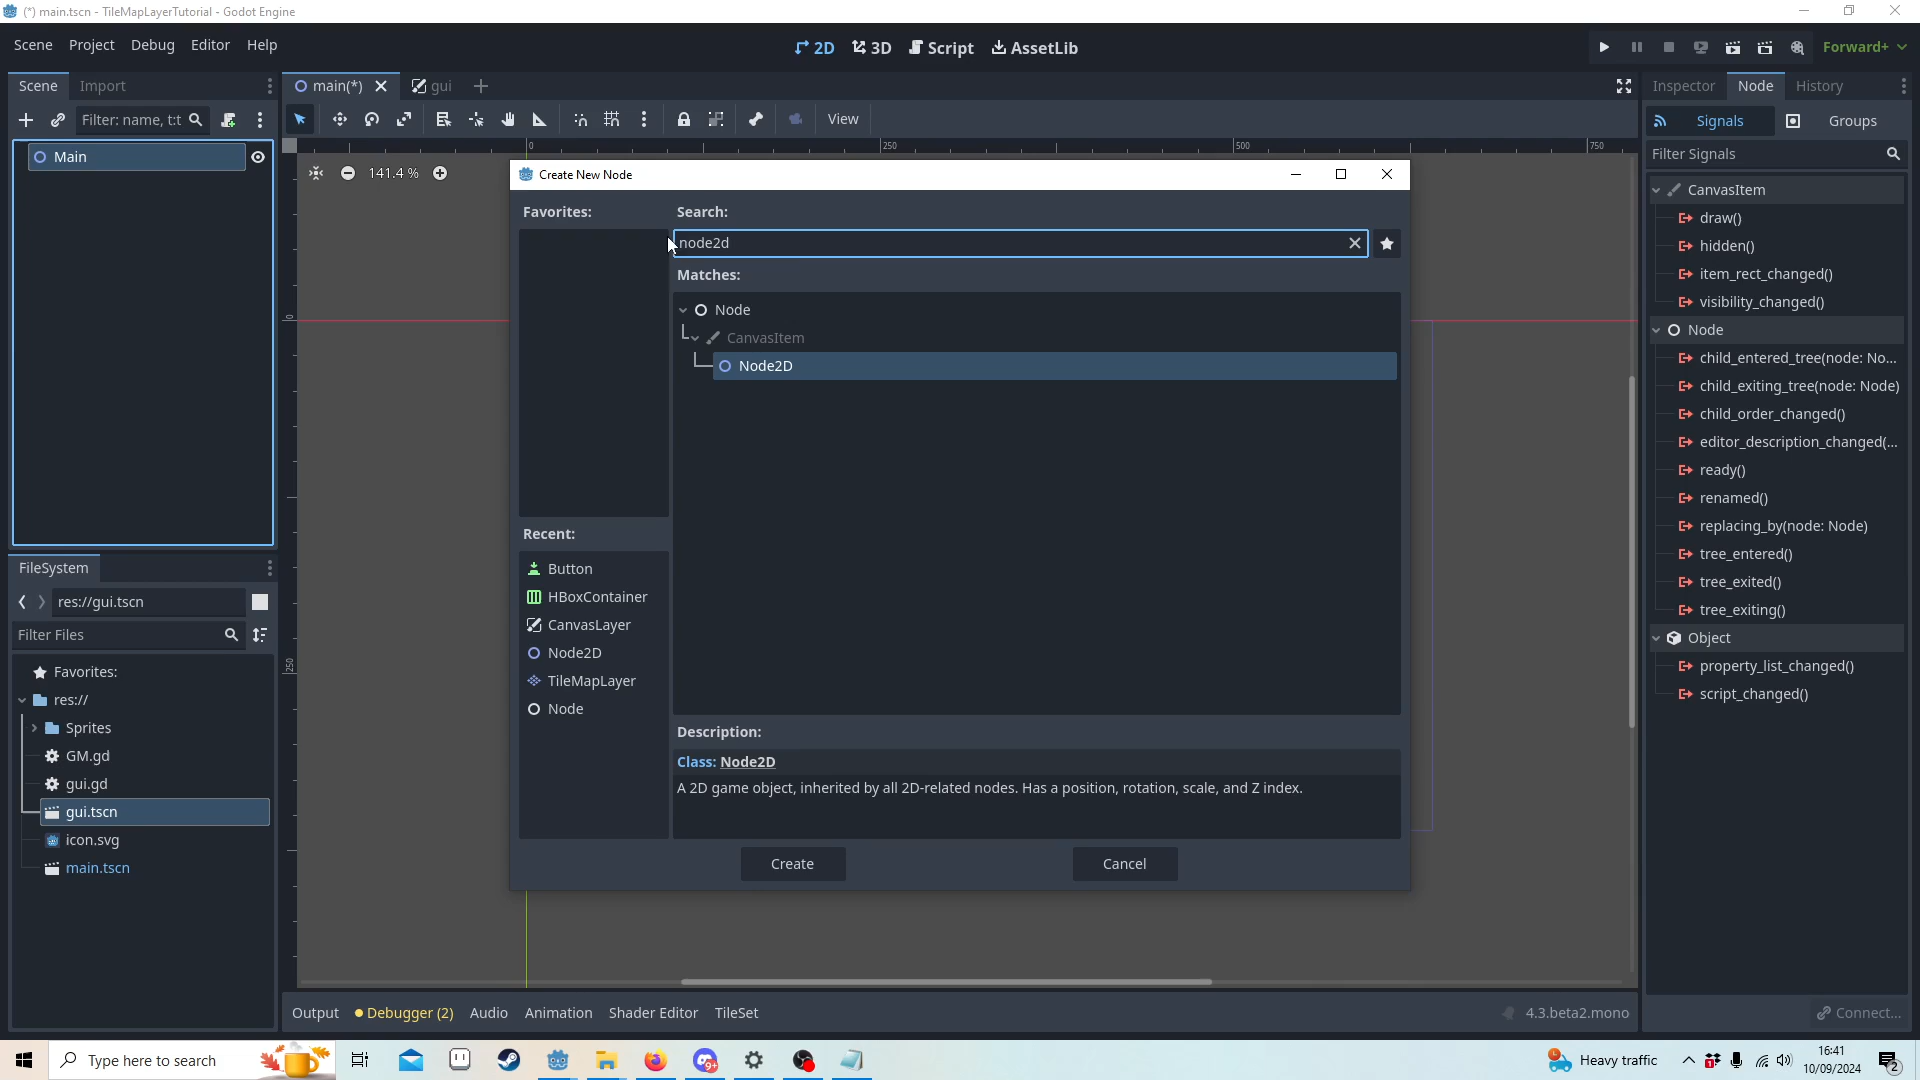 (*) main.tscn - TileMapLayerTutorial - Godot Engine
Scene Project Debug Editor Help
2D 3D Script AssetLib
Forward+
Scene Import
main(*) gui
Inspector Node History
Filter: name, t:t
View
Signals Groups
0 250 500 750
Main
141.4 %
Filter Signals
Create New Node
Favorites:
Search:
node2d
Matches:
Node
CanvasItem
Node2D
Recent:
Button
HBoxContainer
CanvasLayer
Node2D
TileMapLayer
Node
Description:
Class: Node2D
A 2D game object, inherited by all 2D-related nodes. Has a position, rotation, scale, and Z index.
Create
Cancel
0
250
CanvasItem
draw()
hidden()
item_rect_changed()
visibility_changed()
Node
child_entered_tree(node: No...
child_exiting_tree(node: Node)
child_order_changed()
editor_description_changed(...
ready()
renamed()
replacing_by(node: Node)
tree_entered()
tree_exited()
tree_exiting()
Object
property_list_changed()
script_changed()
Connect...
FileSystem
res://gui.tscn
Filter Files
Favorites:
res://
Sprites
GM.gd
gui.gd
gui.tscn
icon.svg
main.tscn
Output Debugger (2) Audio Animation Shader Editor TileSet
4.3.beta2.mono
Type here to search
9+
Heavy traffic
16:41
10/09/2024
2